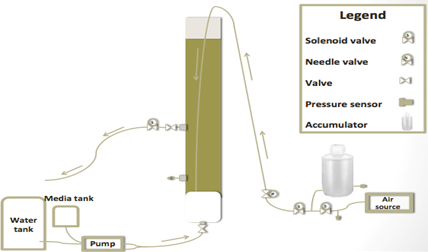 Legend
Solenoid valve
Needle valve
Valve
Pressure sensor
Accumulator
Media tank
Water
tank
Pump
Air
source